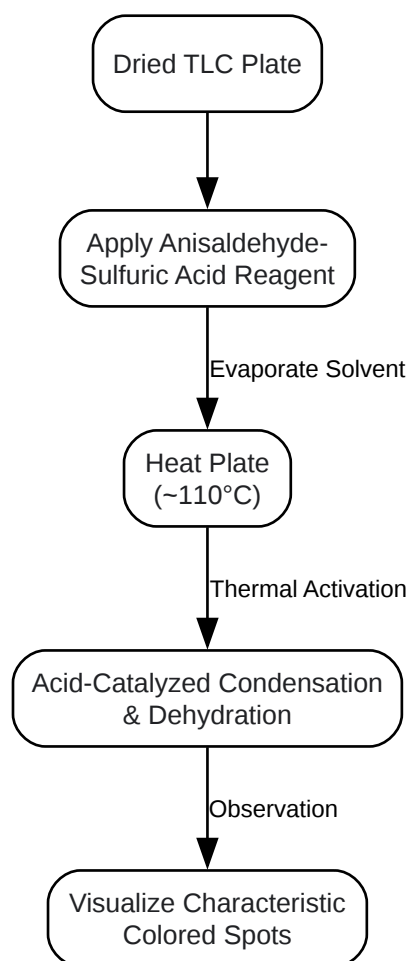 Dried TLC Plate
Apply Anisaldehyde-
Sulfuric Acid Reagent
Evaporate Solvent
Heat Plate
(~110°C)
Thermal Activation
Acid-Catalyzed Condensation
& Dehydration
Observation
Visualize Characteristic
Colored Spots